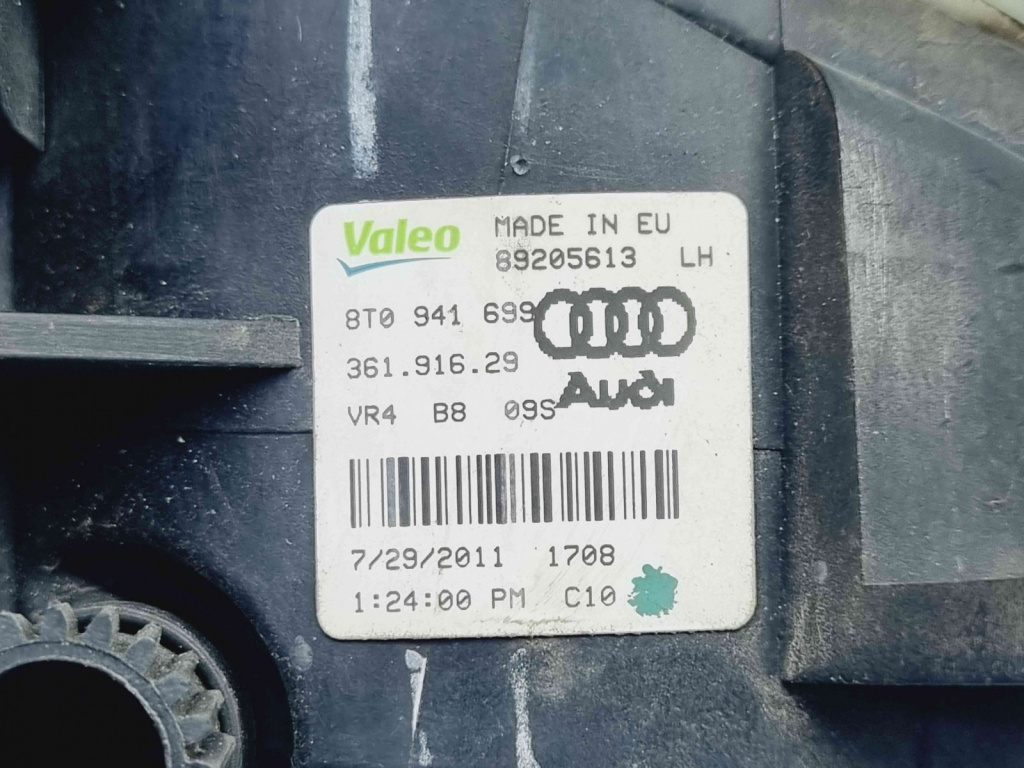 Valeo MADE IN EU
89205613 LH
8T0 941 699
361.916.29
Audi
VR4 B8 09S
7/29/2011 1708
1:24:00 PM C10